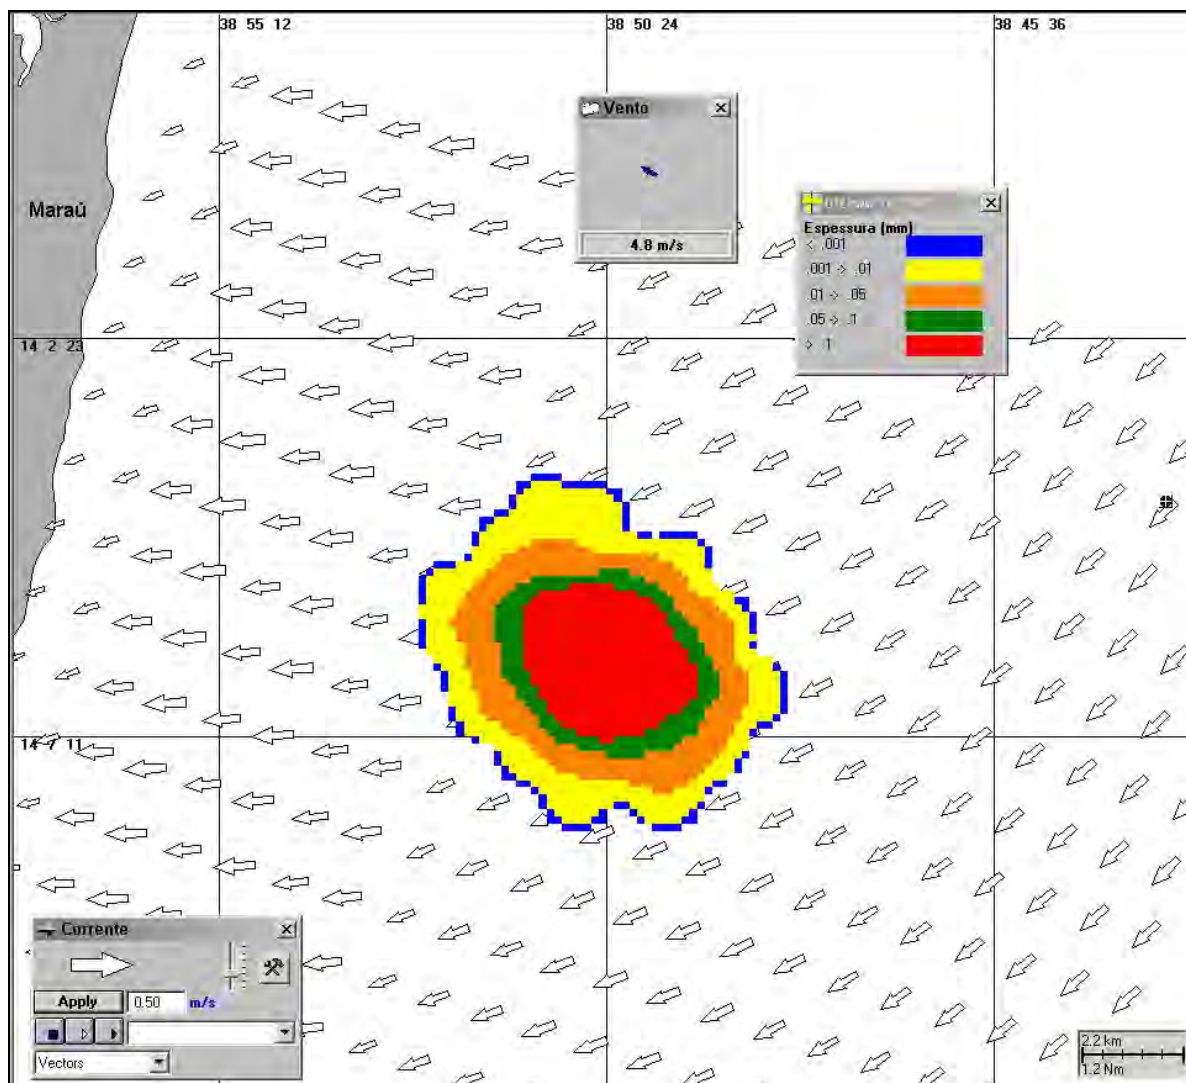 38 55 12
38 50 24
38 45 36
Vento
4.8 m/s
Maraú
Espessura (mm)
< .001
.001 -> .01
.01 -> .05
.05 -> .1
> .1
14 2 23
14 7 11
Corrente
Apply
0.50
m/s
Vectors
2.2 km
1.2 Nm